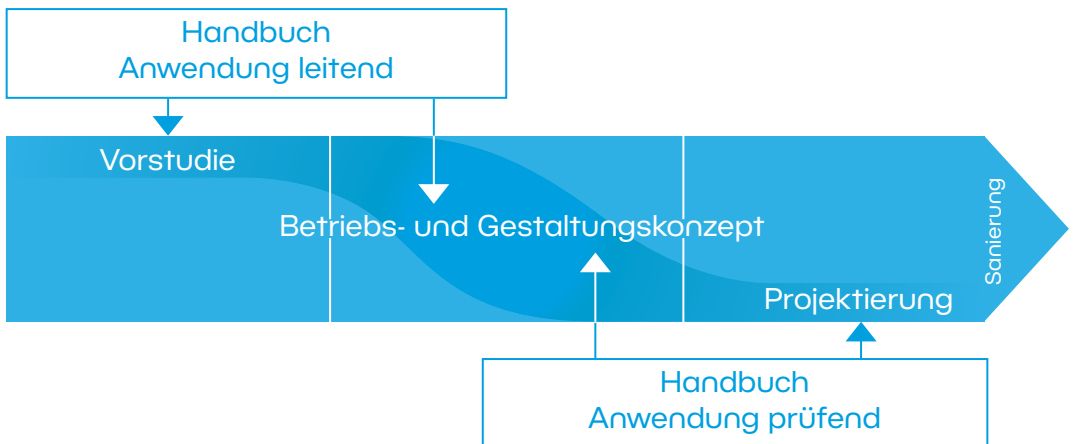 Handbuch
Anwendung leitend
Vorstudie
Betriebs- und Gestaltungskonzept
Projektierung
Sanierung
Handbuch
Anwendung prüfend